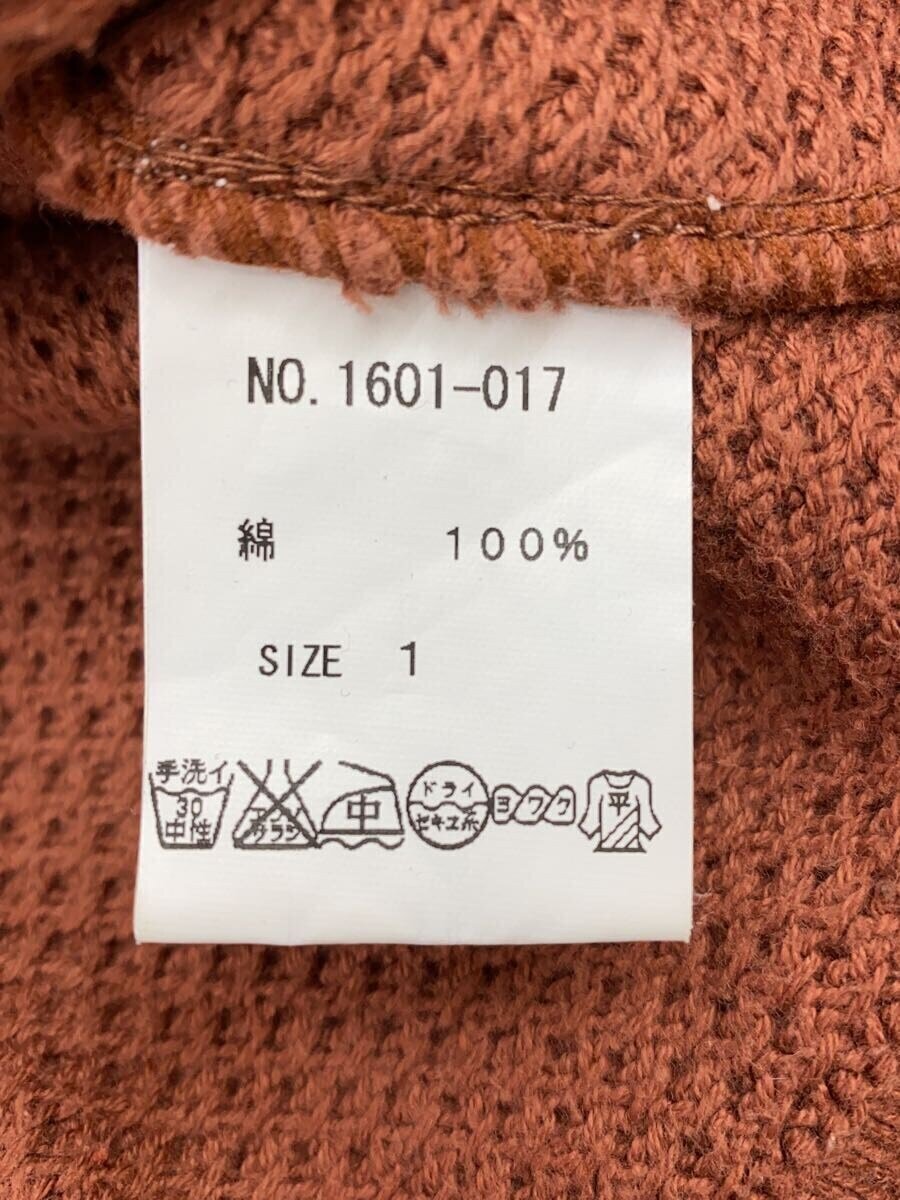 NO. 1601-017
綿 100%
SIZE 1
手洗イ
30
中性
エンソサラシ
中
ドライ
セキユ系
ヨワク
平